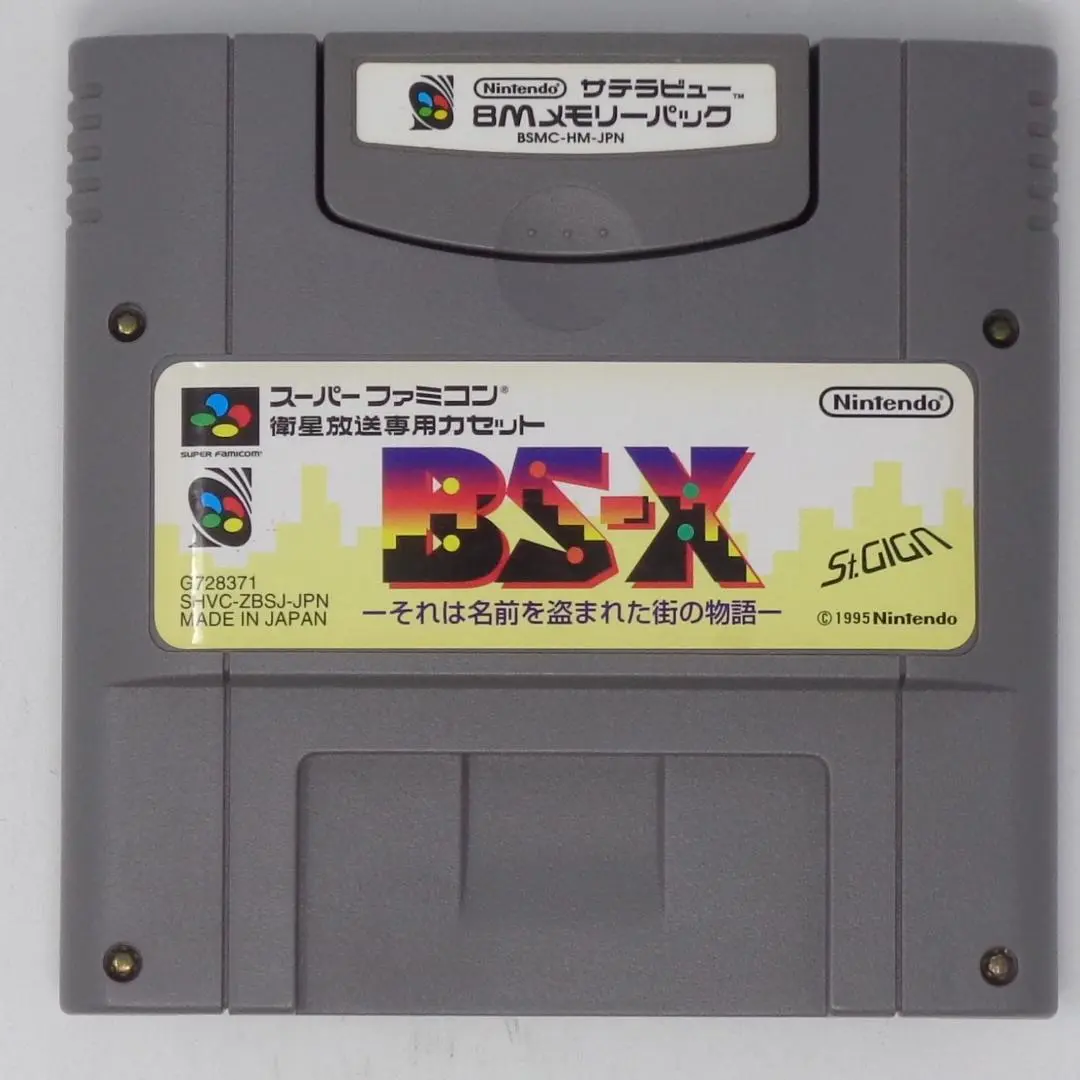 Nintendo® サテラビュー™
8Mメモリーパック
BSMC-HM-JPN
スーパーファミコン®
衛星放送専用カセット
Nintendo®
SUPER FAMICOM®
BS-X
St.GIGA
G728371
SHVC-ZBSJ-JPN
MADE IN JAPAN
ーそれは名前を盗まれた街の物語ー
©1995 Nintendo